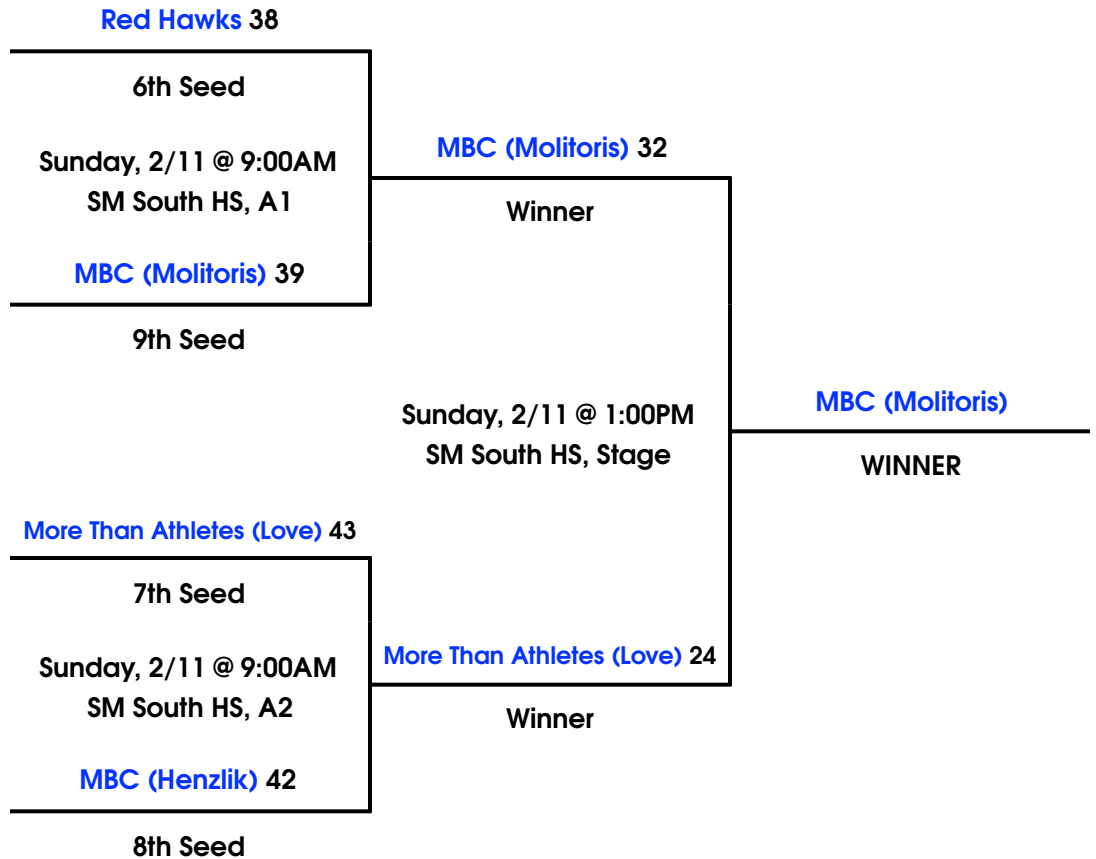 Red Hawks 38
6th Seed
Sunday, 2/11 @ 9:00AM
SM South HS, A1
MBC (Molitoris) 39
9th Seed
MBC (Molitoris) 32
Winner
Sunday, 2/11 @ 1:00PM
SM South HS, Stage
MBC (Molitoris)
WINNER
More Than Athletes (Love) 43
7th Seed
Sunday, 2/11 @ 9:00AM
SM South HS, A2
MBC (Henzlik) 42
8th Seed
More Than Athletes (Love) 24
Winner